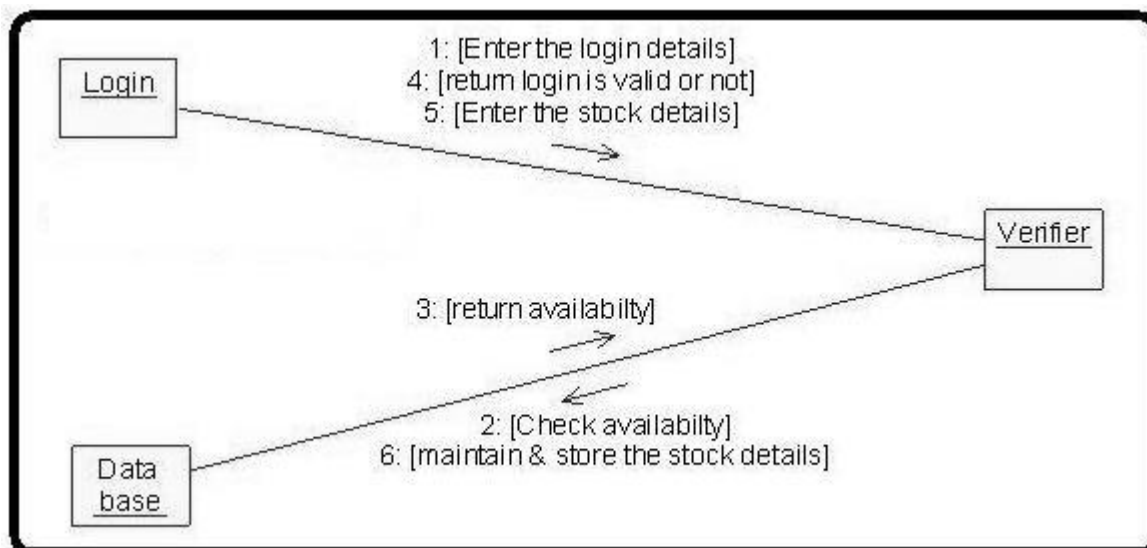 1: [Enter the login details]
4: [return login is valid or not]
5: [Enter the stock details]
Login
Verifier
3: [return availabilty]
2: [Check availabilty]
6: [maintain & store the stock details]
Data
base